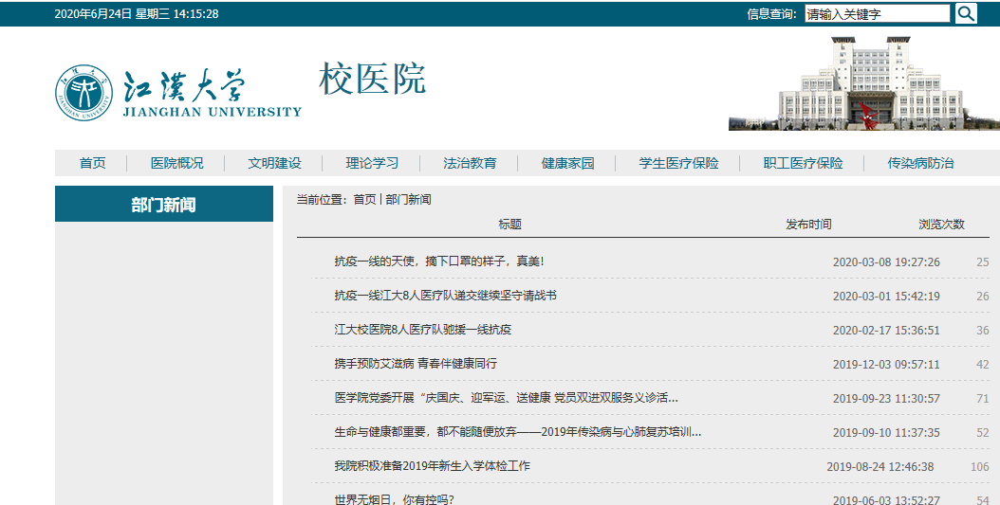 2020年6月24日 星期三 14:15:28 信息查询: 请输入关键字
江漢大学 校医院
JIANGHAN UNIVERSITY
首页 医院概况 文明建设 理论学习 法治教育 健康家园 学生医疗保险 职工医疗保险 传染病防治
部门新闻
当前位置：首页 | 部门新闻
标题 发布时间 浏览次数
抗疫一线的天使，摘下口罩的样子，真美！ 2020-03-08 19:27:26 25
抗疫一线江大8人医疗队递交继续坚守请战书 2020-03-01 15:42:19 26
江大校医院8人医疗队驰援一线抗疫 2020-02-17 15:36:51 36
携手预防艾滋病 青春伴健康同行 2019-12-03 09:57:11 42
医学院党委开展“庆国庆、迎军运、送健康 党员双进双服务义诊活... 2019-09-23 11:30:57 71
生命与健康都重要，都不能随便放弃——2019年传染病与心肺复苏培训... 2019-09-10 11:37:35 52
我院积极准备2019年新生入学体检工作 2019-08-24 12:46:38 106
世界无烟日，你有控吗？ 2019-06-03 13:52:27 54